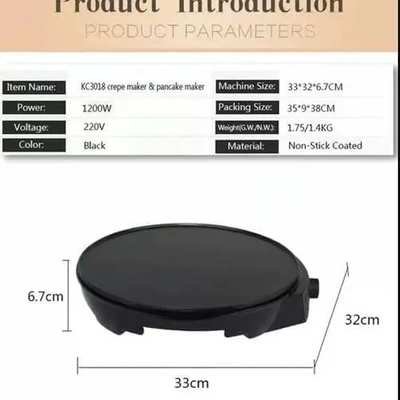 Product Introduction
PRODUCT PARAMETERS
Item Name: KC3018 crepe maker & pancake maker Machine Size: 33*32*6.7CM
Power: 1200W Packing Size: 35*9*38CM
Voltage: 220V Weight(G.W./N.W.): 1.75/1.4KG
Color: Black Material: Non-Stick Coated
6.7cm
32cm
33cm